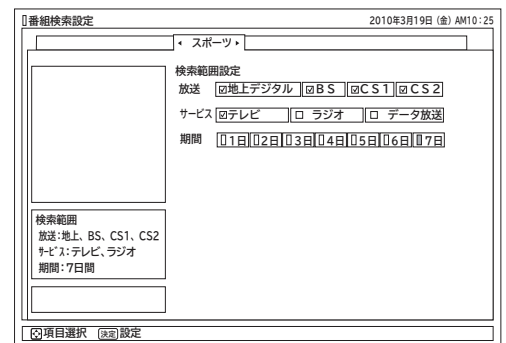 番組検索設定 2010年3月19日（金）AM10：25
スポーツ
検索範囲設定
放送 ☑地上デジタル ☑BS ☑CS1 ☑CS2
サービス ☑テレビ □ ラジオ □ データ放送
期間 1日 2日 3日 4日 5日 6日 7日
検索範囲
放送：地上、BS、CS1、CS2
ｻｰﾋﾞｽ：テレビ、ラジオ
期間：7日間
項目選択 決定 設定